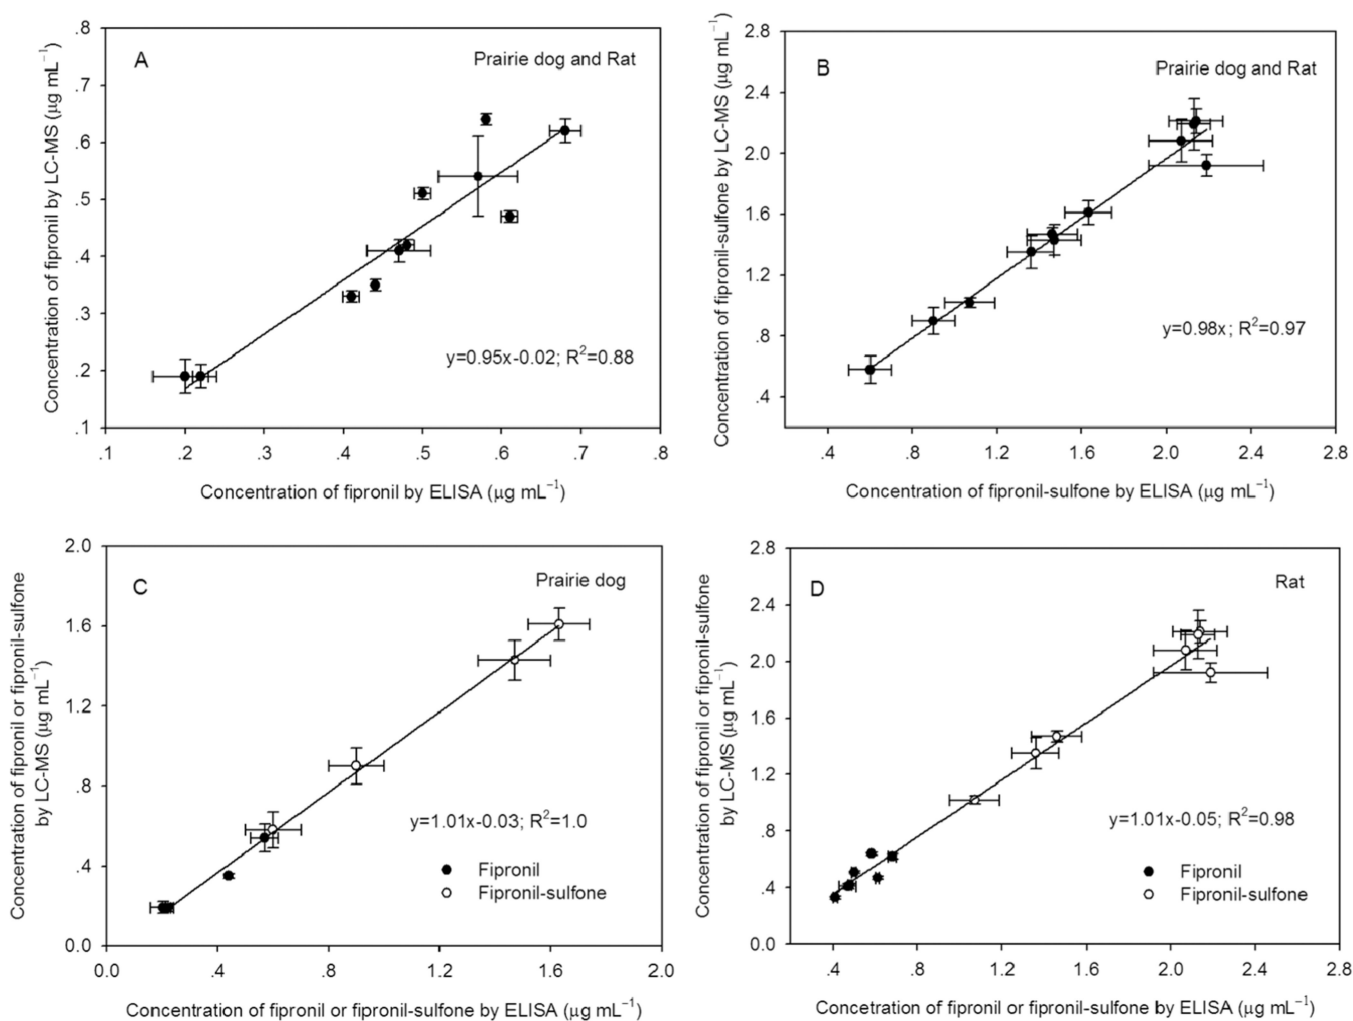 A
Prairie dog and Rat
y=0.95x-0.02; R²=0.88
Concentration of fipronil by LC-MS (μg mL⁻¹)
.8
.7
.6
.5
.4
.3
.2
.1
.1
.2
.3
.4
.5
.6
.7
.8
Concentration of fipronil by ELISA (μg mL⁻¹)
B
Prairie dog and Rat
y=0.98x; R²=0.97
Concentration of fipronil-sulfone by LC-MS (μg mL⁻¹)
2.8
2.4
2.0
1.6
1.2
.8
.4
.4
.8
1.2
1.6
2.0
2.4
2.8
Concentration of fipronil-sulfone by ELISA (μg mL⁻¹)
C
Prairie dog
y=1.01x-0.03; R²=1.0
Fipronil
Fipronil-sulfone
Concentration of fipronil or fipronil-sulfone
by LC-MS (μg mL⁻¹)
2.0
1.6
1.2
.8
.4
0.0
0.0
.4
.8
1.2
1.6
2.0
Concentration of fipronil or fipronil-sulfone by ELISA (μg mL⁻¹)
D
Rat
y=1.01x-0.05; R²=0.98
Fipronil
Fipronil-sulfone
Concentration of fipronil or fipronil-sulfone
by LC-MS (μg mL⁻¹)
2.8
2.4
2.0
1.6
1.2
.8
.4
0.0
.4
.8
1.2
1.6
2.0
2.4
2.8
Concentration of fipronil or fipronil-sulfone by ELISA (μg mL⁻¹)